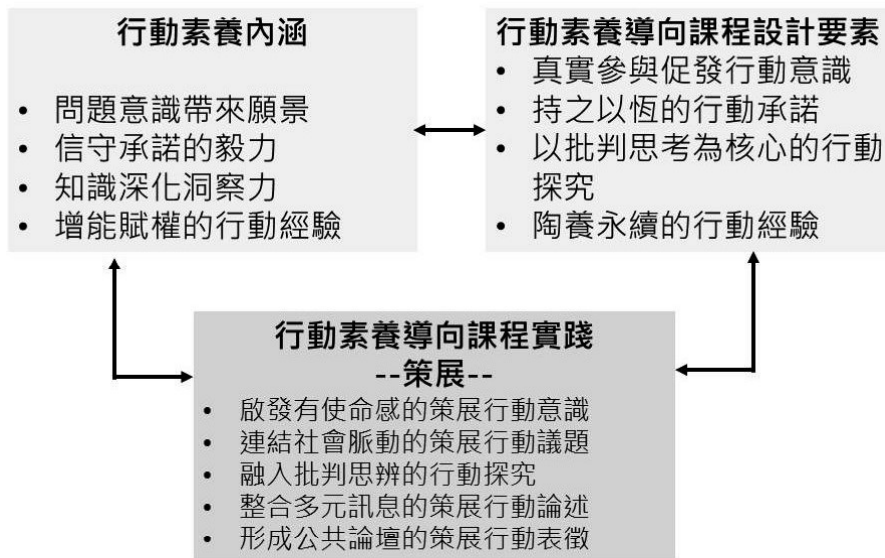 行動素養內涵
• 問題意識帶來願景
• 信守承諾的毅力
• 知識深化洞察力
• 增能賦權的行動經驗
行動素養導向課程設計要素
• 真實參與促發行動意識
• 持之以恆的行動承諾
• 以批判思考為核心的行動
探究
• 陶養永續的行動經驗
行動素養導向課程實踐
--策展--
• 啟發有使命感的策展行動意識
• 連結社會脈動的策展行動議題
• 融入批判思辨的行動探究
• 整合多元訊息的策展行動論述
• 形成公共論壇的策展行動表徵